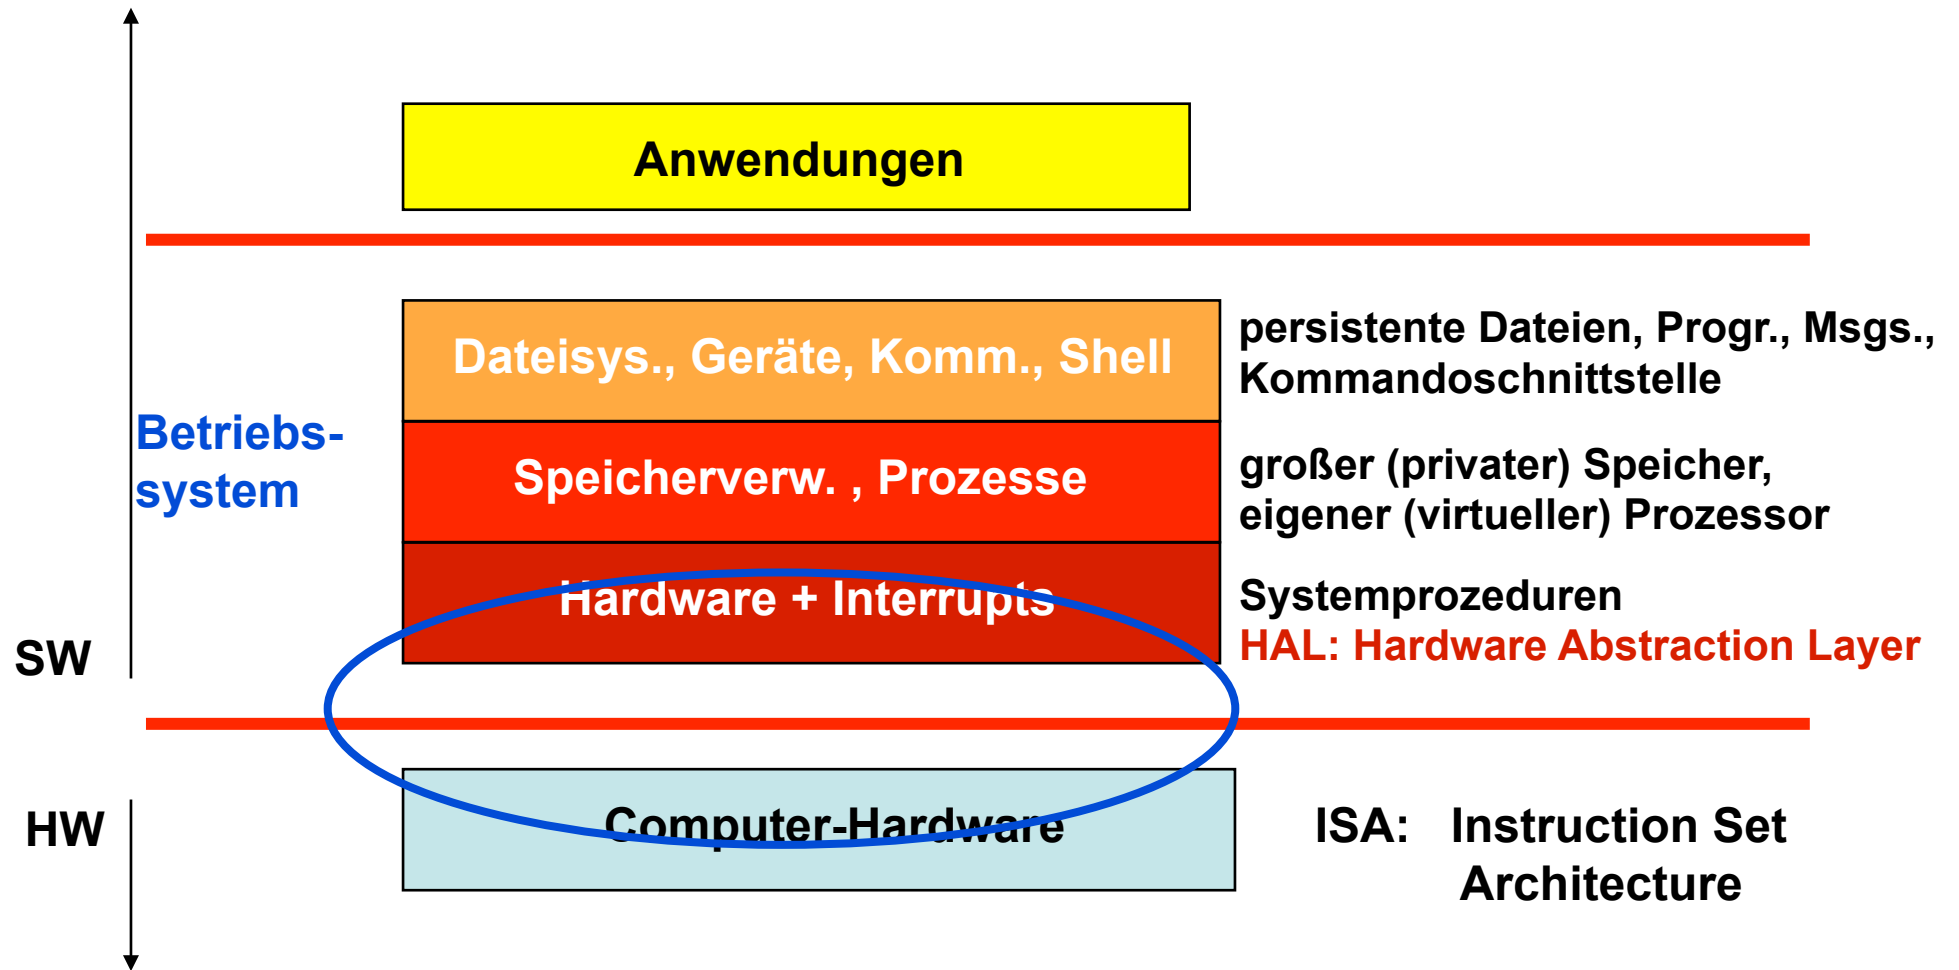 Anwendungen
Dateisys., Geräte, Komm., Shell
persistente Dateien, Progr., Msgs.,
Kommandoschnittstelle
Betriebs-
system
Speicherverw. , Prozesse
großer (privater) Speicher,
eigener (virtueller) Prozessor
Hardware + Interrupts
Systemprozeduren
HAL: Hardware Abstraction Layer
SW
HW
Computer-Hardware
ISA: Instruction Set
Architecture